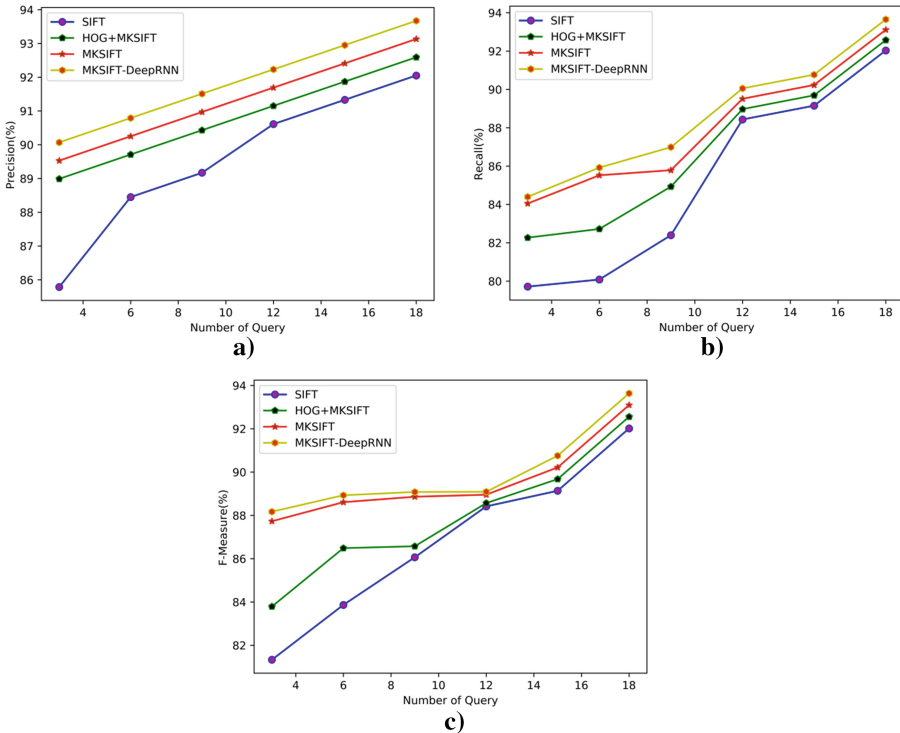 94
93
92
91
90
89
88
87
86
Precision(%)
SIFT
HOG+MKSIFT
MKSIFT
MKSIFT-DeepRNN
4 6 8 10 12 14 16 18
Number of Query
a)
94
92
90
88
86
84
82
80
Recall(%)
SIFT
HOG+MKSIFT
MKSIFT
MKSIFT-DeepRNN
4 6 8 10 12 14 16 18
Number of Query
b)
94
92
90
88
86
84
82
F-Measure(%)
SIFT
HOG+MKSIFT
MKSIFT
MKSIFT-DeepRNN
4 6 8 10 12 14 16 18
Number of Query
c)